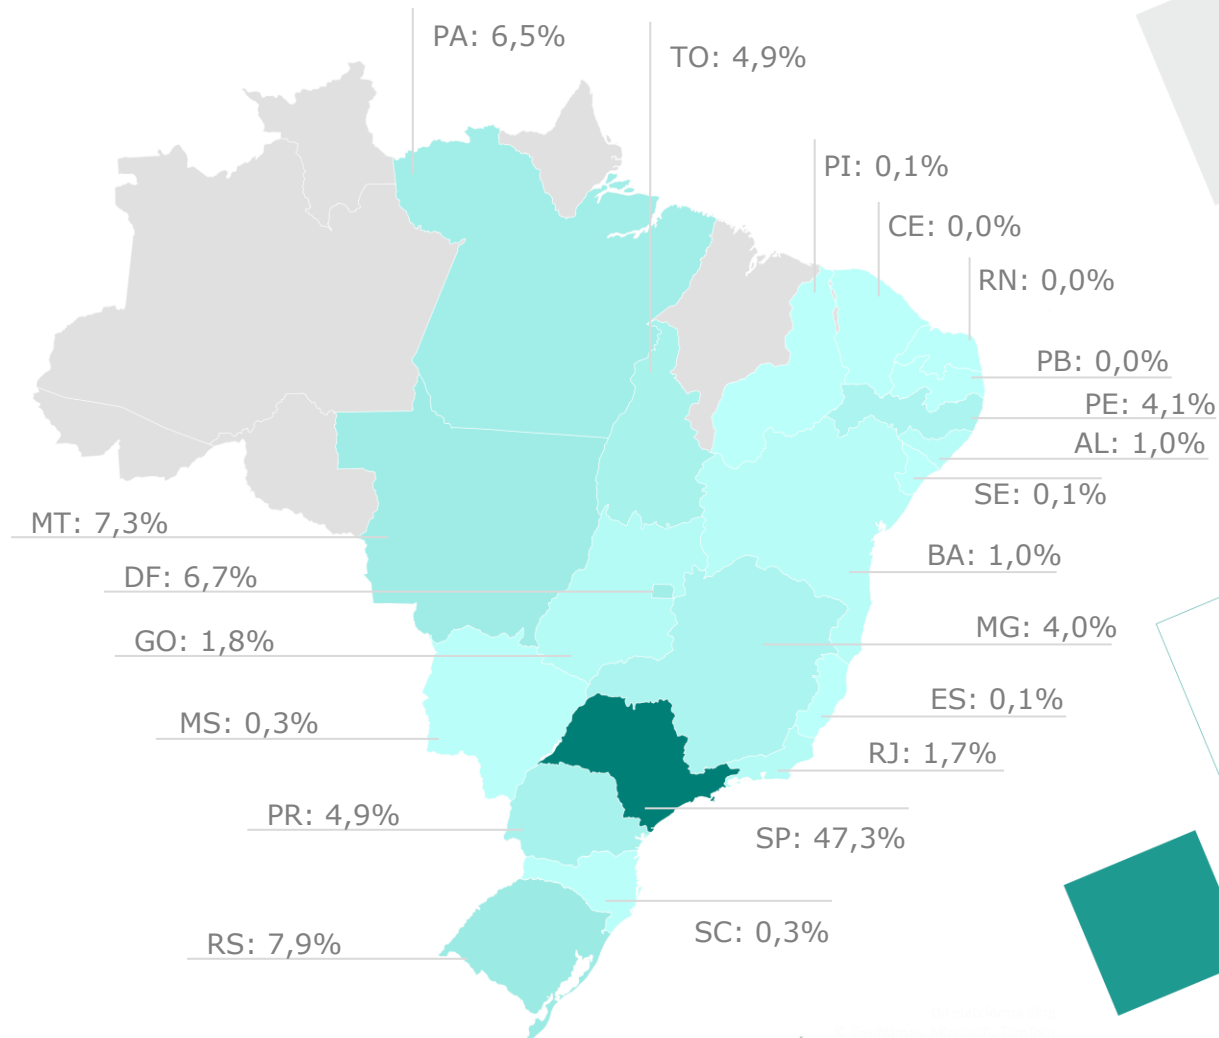 PA: 6,5%
TO: 4,9%
PI: 0,1%
CE: 0,0%
RN: 0,0%
PB: 0,0%
PE: 4,1%
AL: 1,0%
SE: 0,1%
MT: 7,3%
BA: 1,0%
DF: 6,7%
MG: 4,0%
GO: 1,8%
ES: 0,1%
MS: 0,3%
RJ: 1,7%
PR: 4,9%
SP: 47,3%
SC: 0,3%
RS: 7,9%